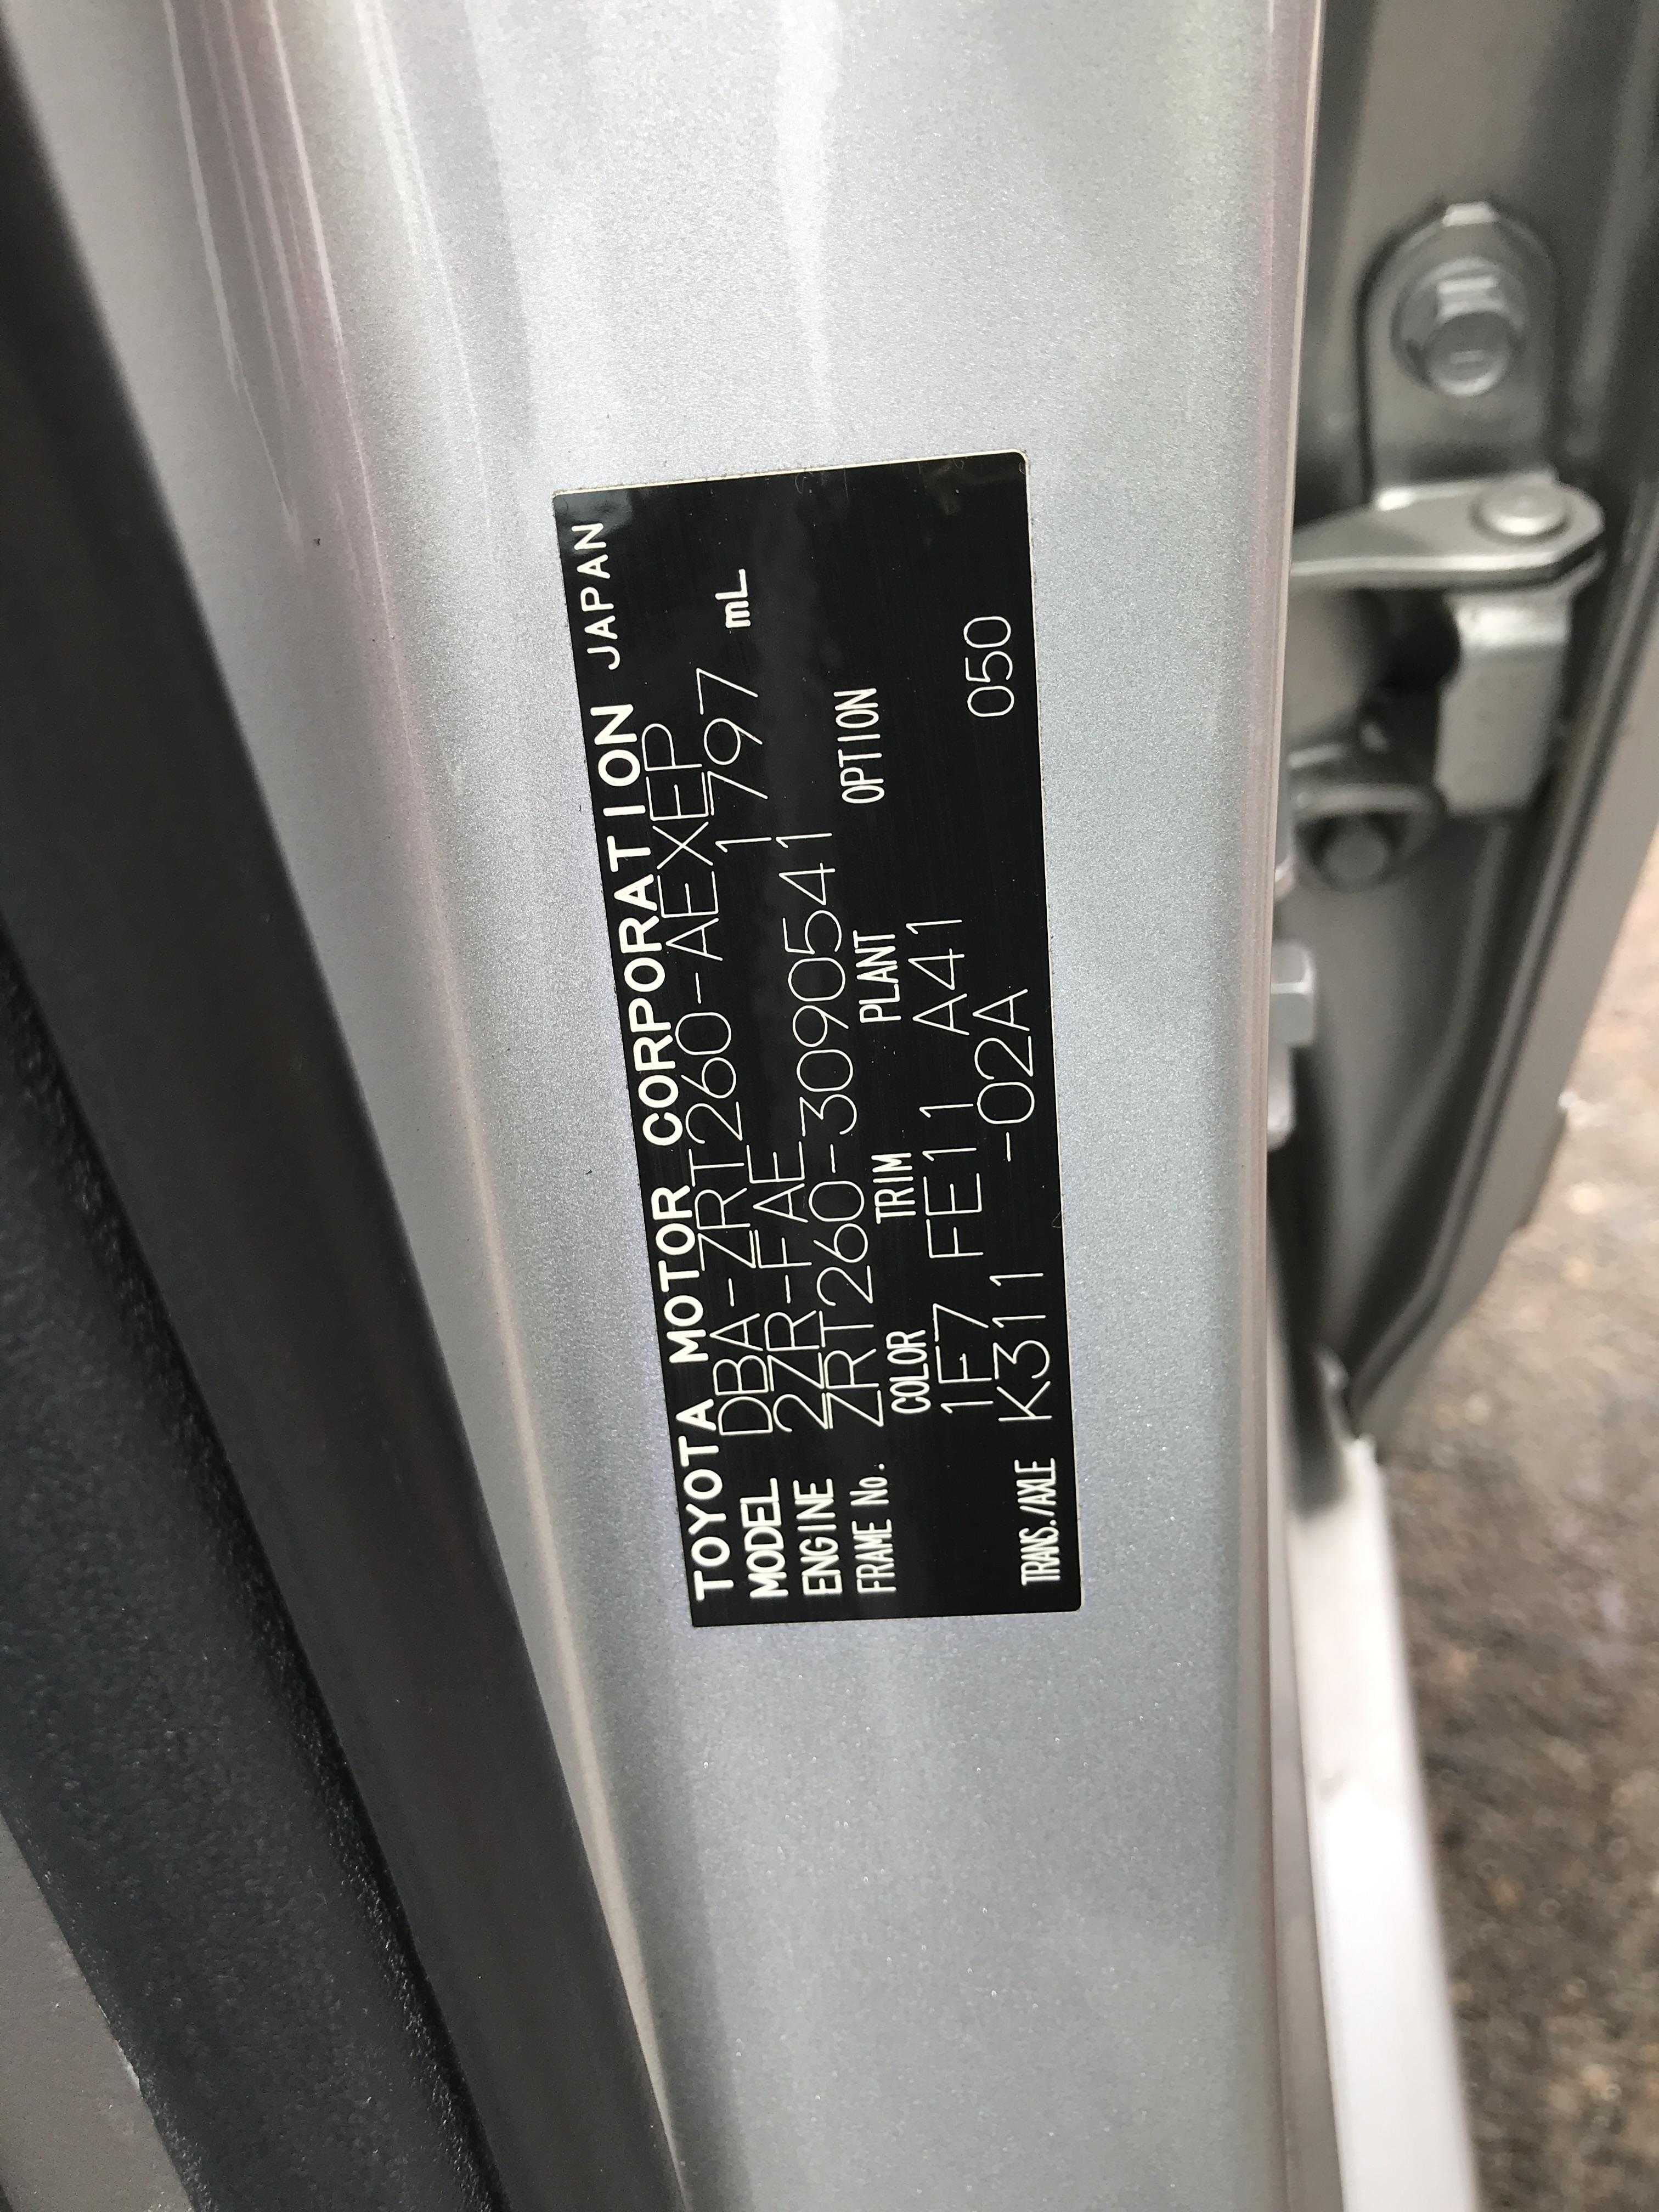 TOYOTA MOTOR CORPORATION JAPAN
MODEL DBA-ZRT260-AEXEP
ENGINE 2ZR-FAE 1797 mL
FRAME No. ZRT260-3090541
COLOR TRIM PLANT OPTION
1F7 FE11 A41 050
TRANS./AXLE K311 -02A